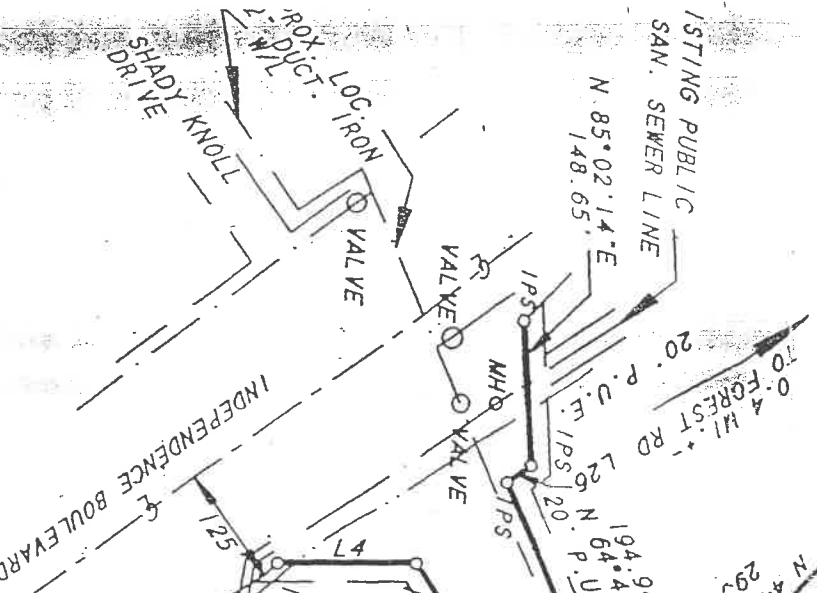 SHADY KNOLL
DRIVE
ROX. LOC.
DUCT. IRON
W/L
ISTING PUBLIC
SAN. SEWER LINE
N 85°02'14"E
148.65'
VALVE
VALVE
VALVE
IPS
MH
20' P.U.E.
IPS
IPS
L26
0.4 MI. +-
TO FOREST RD
INDEPENDENCE BOULEVARD
125
L4
20' P.U
N 64°4
194.9
N
29